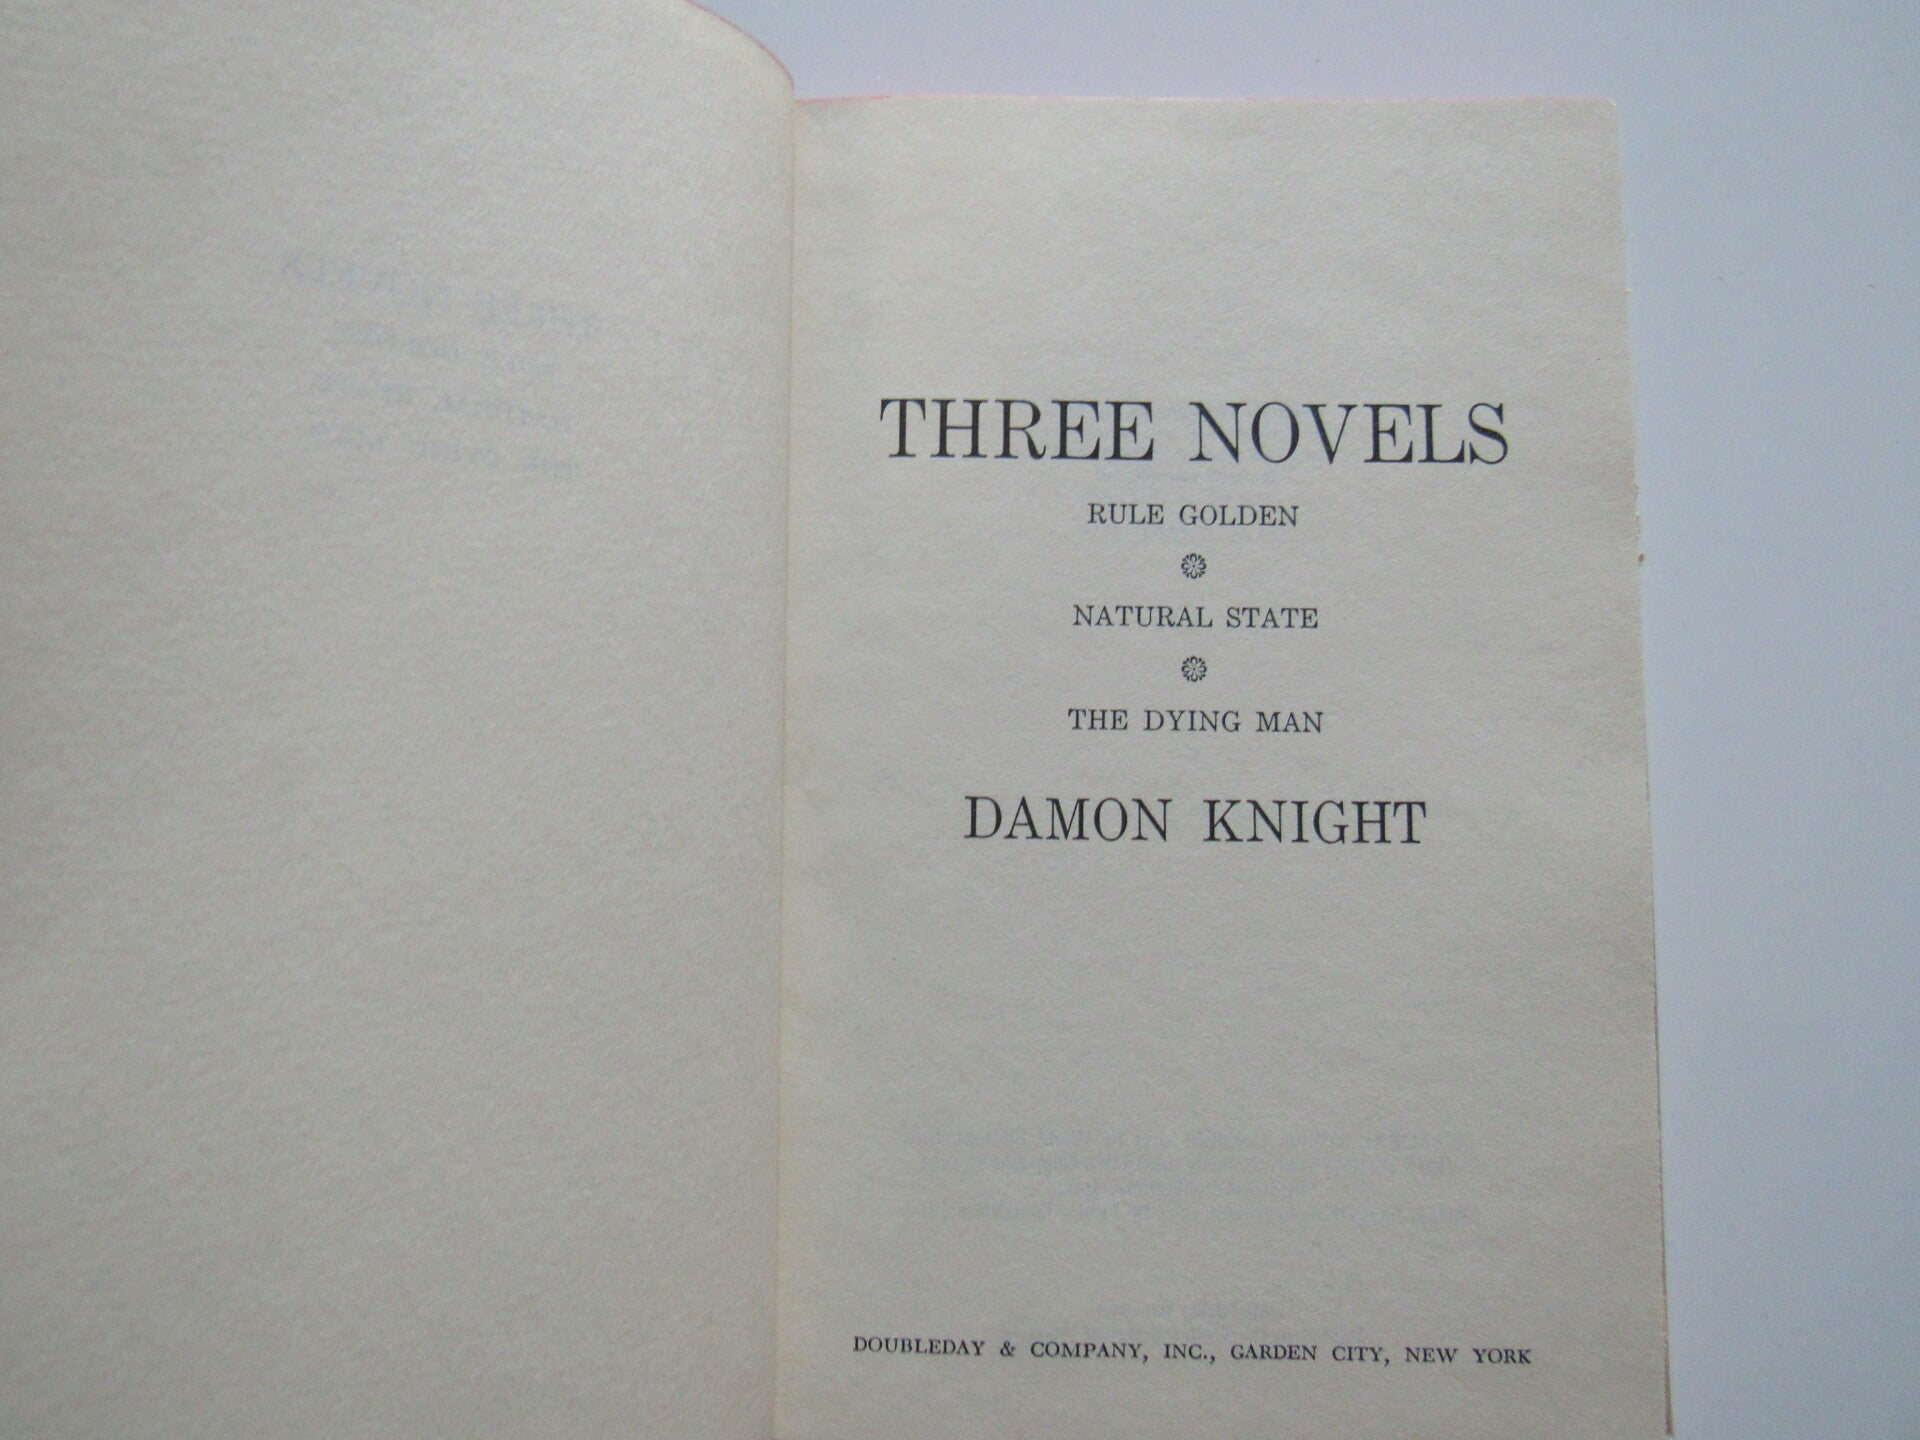 THREE NOVELS
RULE GOLDEN
NATURAL STATE
THE DYING MAN
DAMON KNIGHT
DOUBLEDAY & COMPANY, INC., GARDEN CITY, NEW YORK